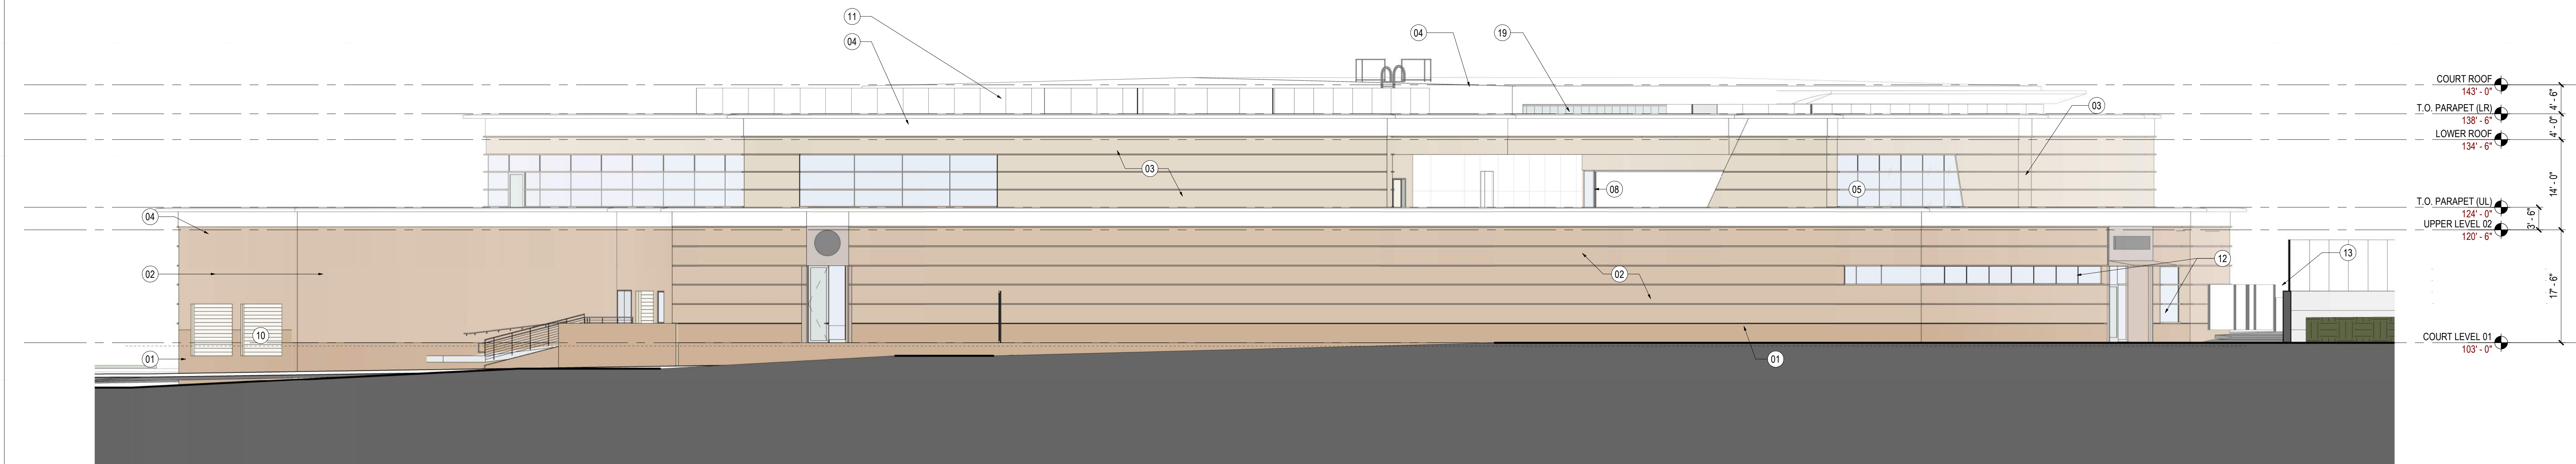 11
04
04
19
COURT ROOF
143' - 0"
4' - 6"
03
T.O. PARAPET (LR)
138' - 6"
4' - 0"
LOWER ROOF
134' - 6"
03
08
05
14' - 0"
04
T.O. PARAPET (UL)
124' - 0"
3' - 6"
UPPER LEVEL 02
120' - 6"
02
02
12
13
17' - 6"
10
01
01
COURT LEVEL 01
103' - 0"